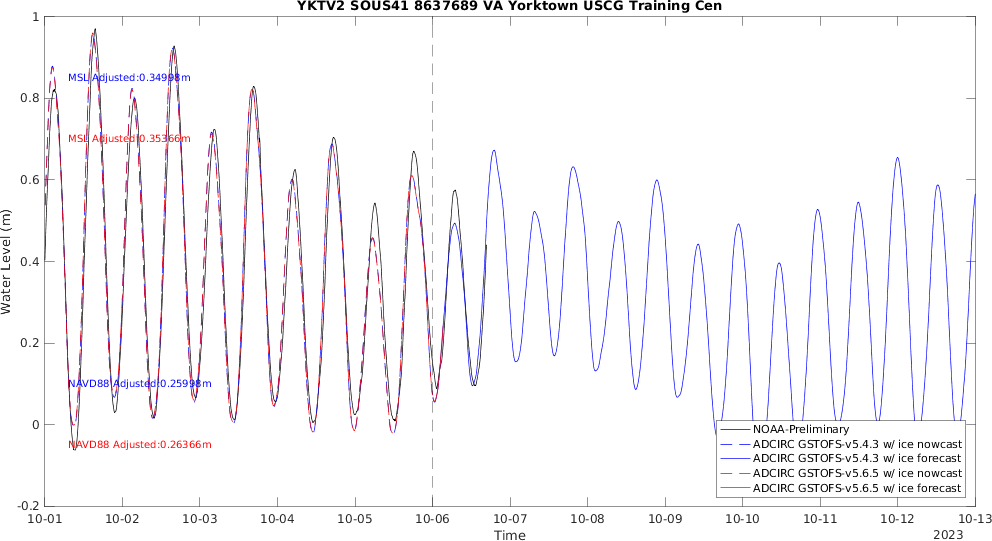 YKTV2 SOUS41 8637689 VA Yorktown USCG Training Cen
1
0.8
0.6
0.4
0.2
0
-0.2
Water Level (m)
MSL Adjusted:0.34998m
MSL Adjusted:0.35366m
NAVD88 Adjusted:0.25998m
NAVD88 Adjusted:0.26366m
NOAA-Preliminary
ADCIRC GSTOFS-v5.4.3 w/ ice nowcast
ADCIRC GSTOFS-v5.4.3 w/ ice forecast
ADCIRC GSTOFS-v5.6.5 w/ ice nowcast
ADCIRC GSTOFS-v5.6.5 w/ ice forecast
10-01 10-02 10-03 10-04 10-05 10-06 10-07 10-08 10-09 10-10 10-11 10-12 10-13
Time
2023